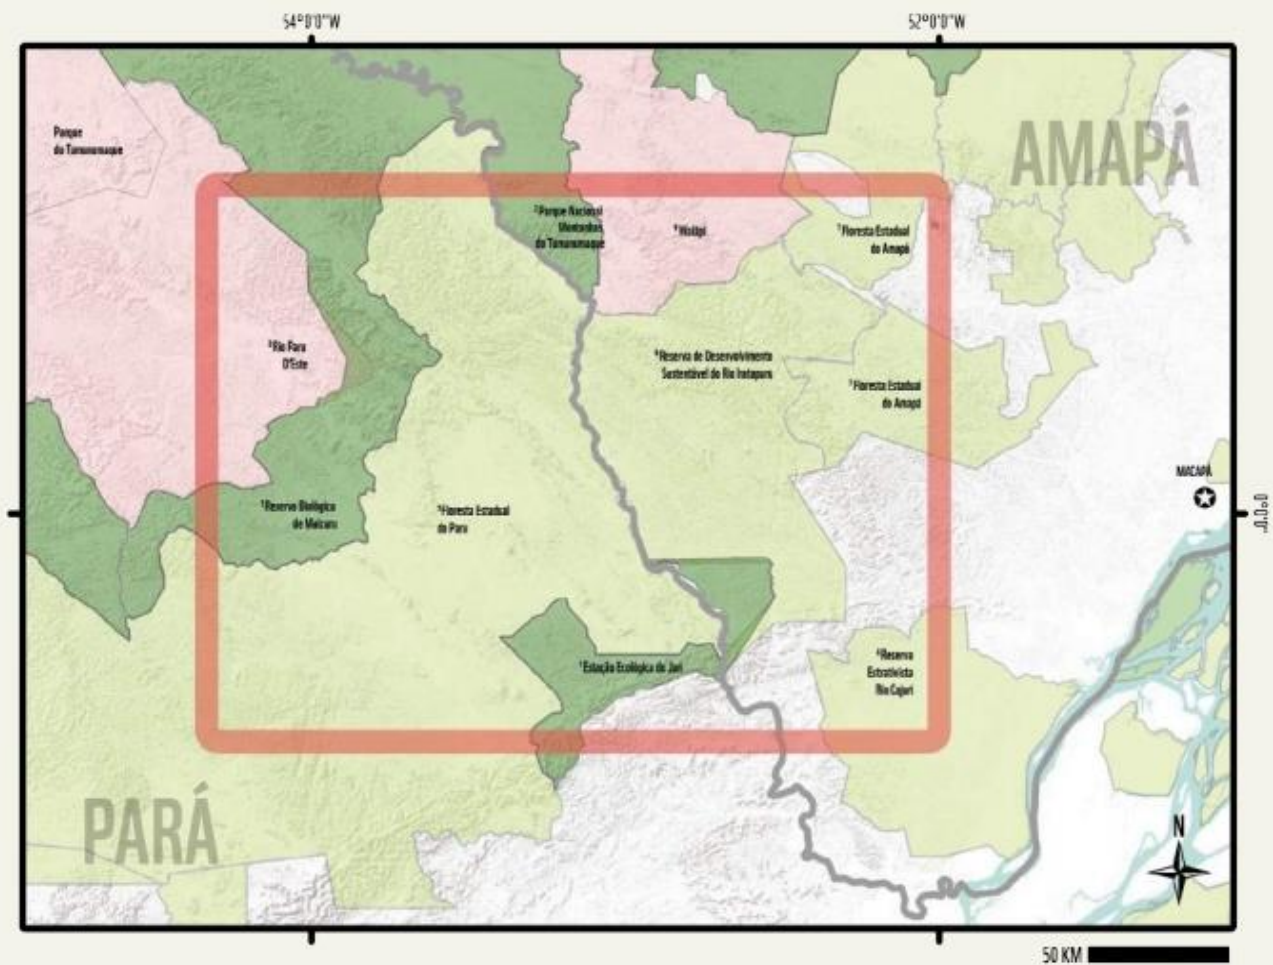 54°0'0"W
52°0'0"W
AMAPÁ
Parque
do Tumucumaque
Parque Nacional
Montanhas
do Tumucumaque
Waiãpi
Floresta Estadual
do Amapá
Rio Paru
D'Este
Reserva de Desenvolvimento
Sustentável do Rio Iratapuru
Floresta Estadual
do Amapá
MACAPÁ
Reserva Biológica
de Maicuru
Floresta Estadual
do Paru
0°0'0"
Estação Ecológica do Jari
Reserva
Extrativista
Rio Cajari
PARÁ
N
50 KM